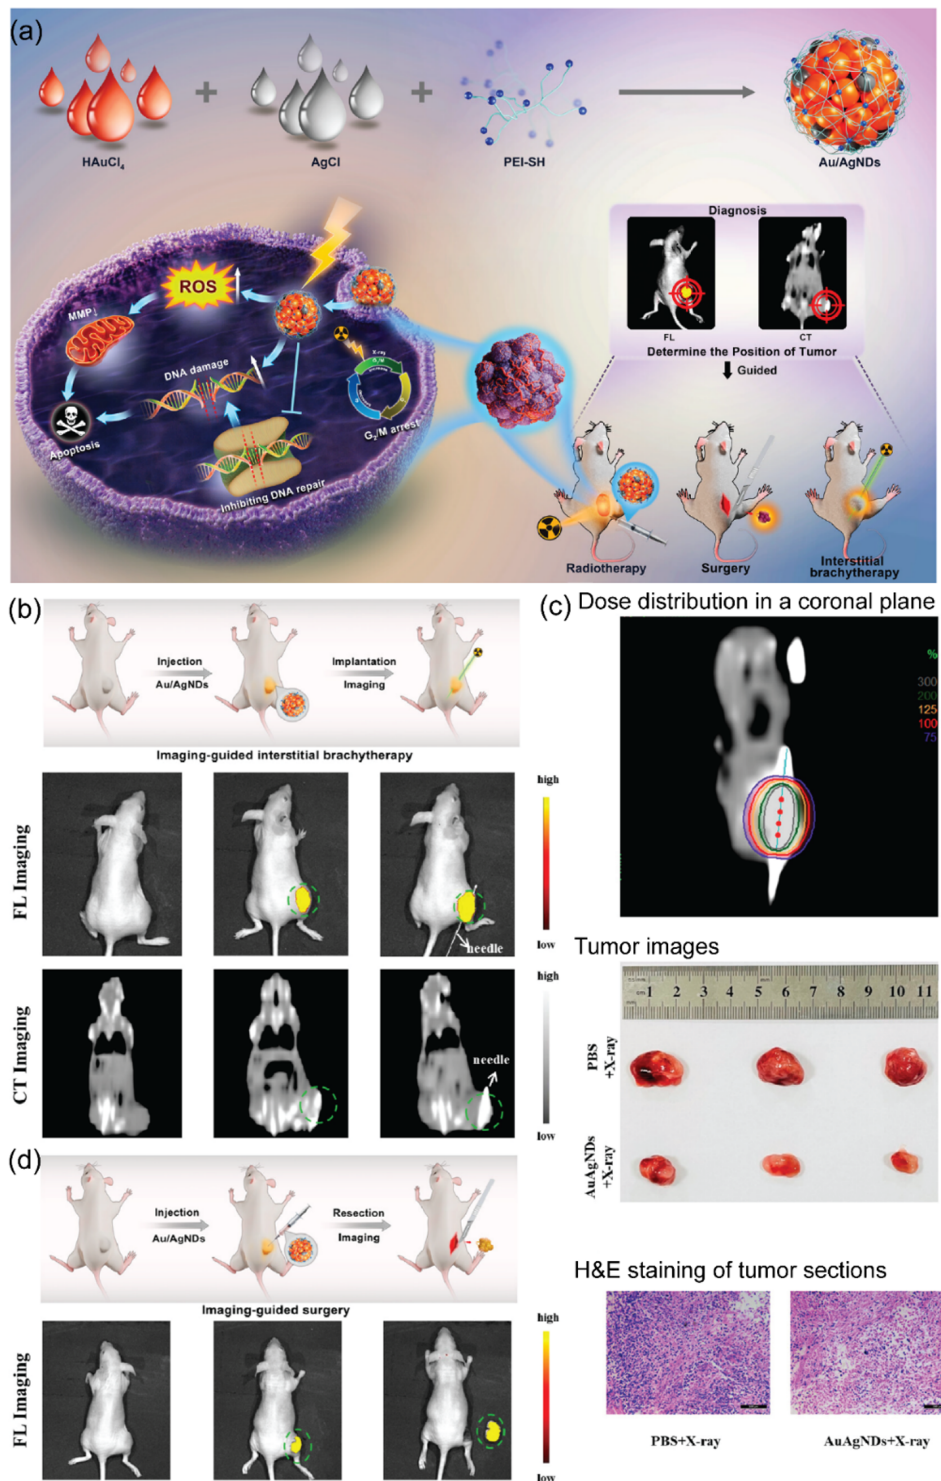 (a)
HAuCl4
AgCl
PEI-SH
Au/AgNDs
Diagnosis
FL
CT
Determine the Position of Tumor
Guided
ROS
MMP↓
DNA damage
Apoptosis
X-ray
G2/M
G2/M arrest
Inhibiting DNA repair
Radiotherapy
Surgery
Interstitial
brachytherapy
(b)
Injection
Au/AgNDs
Implantation
Imaging
Imaging-guided interstitial brachytherapy
FL Imaging
needle
high
low
CT Imaging
needle
high
low
(c)
Dose distribution in a coronal plane
%
300
200
125
100
75
Tumor images
1 2 3 4 5 6 7 8 9 10 11
PBS
+X-ray
AuAgNDs
+X-ray
(d)
Injection
Au/AgNDs
Resection
Imaging
Imaging-guided surgery
FL Imaging
high
low
H&E staining of tumor sections
PBS+X-ray
AuAgNDs+X-ray